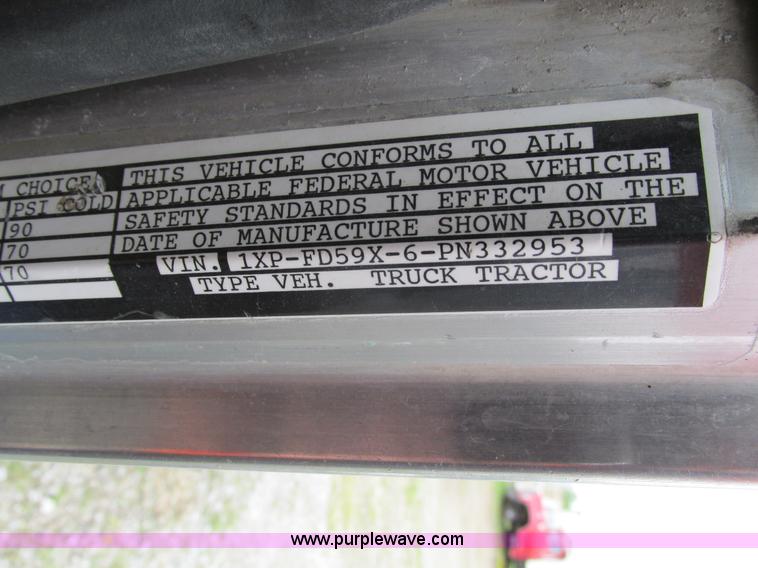 CHOICE
PSI COLD
90
70
70
THIS VEHICLE CONFORMS TO ALL
APPLICABLE FEDERAL MOTOR VEHICLE
SAFETY STANDARDS IN EFFECT ON THE
DATE OF MANUFACTURE SHOWN ABOVE
VIN. 1XP-FD59X-6-PN332953
TYPE VEH. TRUCK TRACTOR
www.purplewave.com